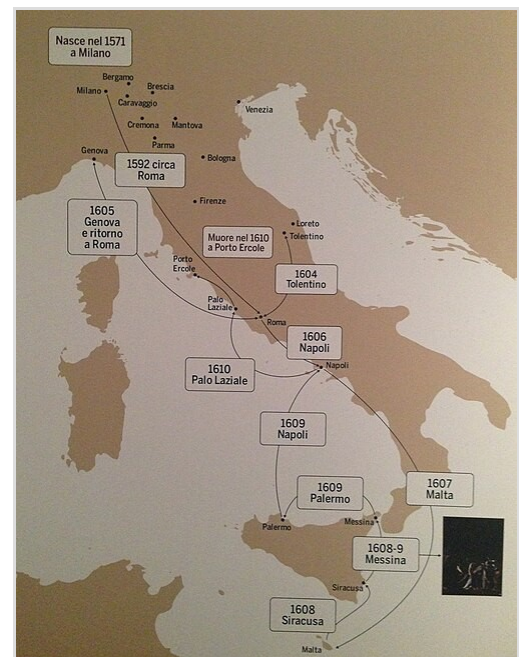 Nasce nel 1571
a Milano
Bergamo
Brescia
Milano
Caravaggio
Venezia
Cremona
Mantova
Parma
Genova
Bologna
1592 circa
Roma
Firenze
1605
Genova
e ritorno
a Roma
Loreto
Tolentino
Muore nel 1610
a Porto Ercole
Porto
Ercole
1604
Tolentino
Palo
Laziale
Roma
1606
Napoli
Napoli
1610
Palo Laziale
1609
Napoli
1607
Malta
1609
Palermo
Palermo
Messina
1608-9
Messina
Siracusa
1608
Siracusa
Malta